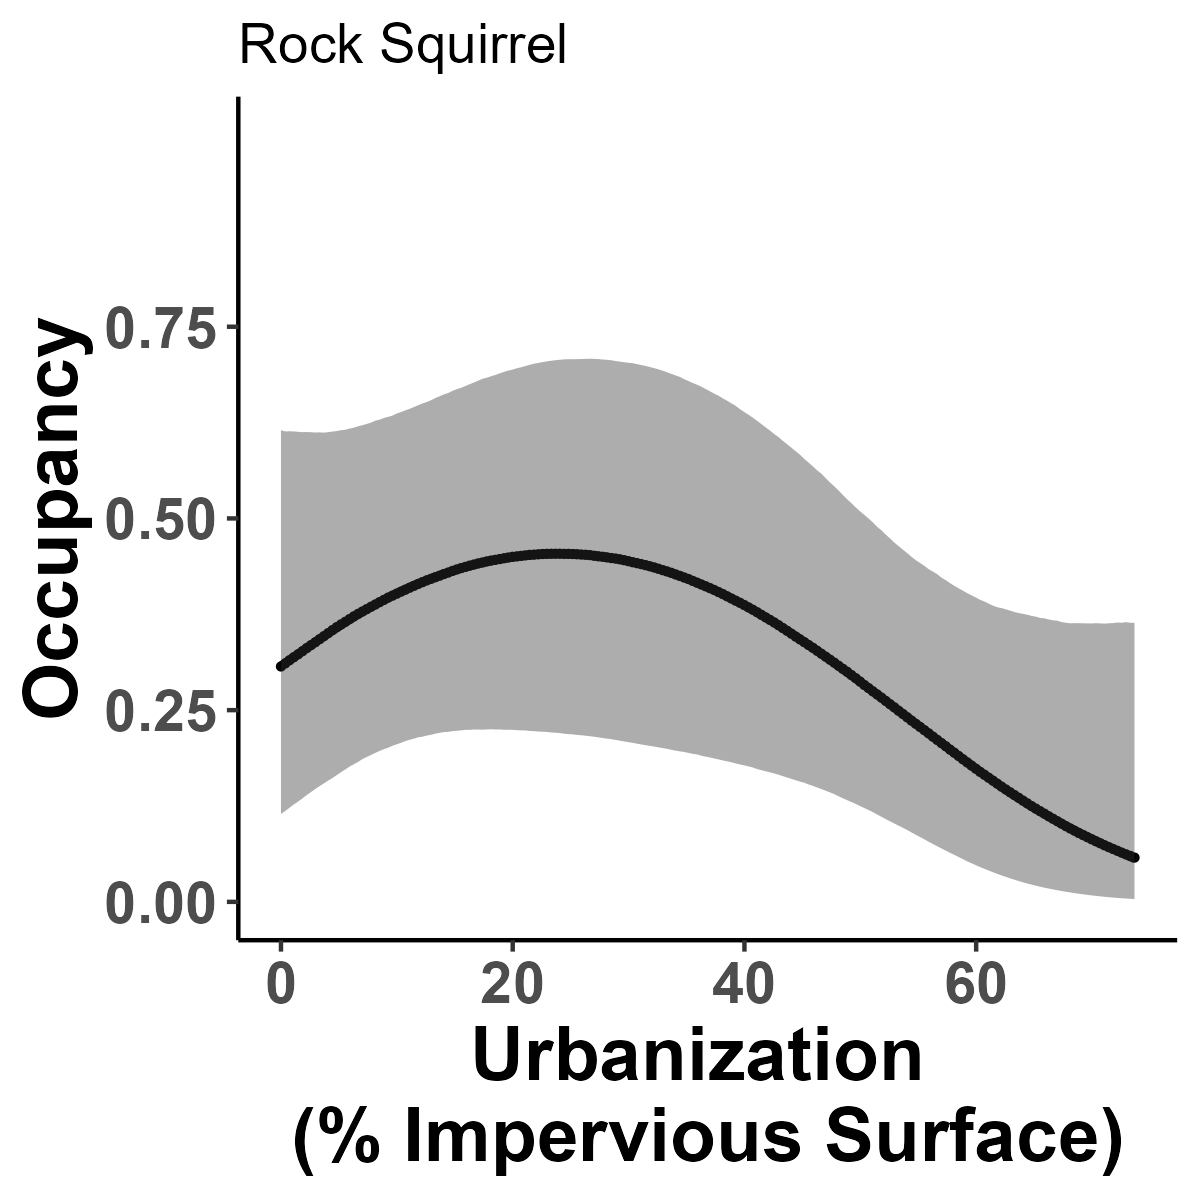 Rock Squirrel
Occupancy
0.75
0.50
0.25
0.00
0 20 40 60
Urbanization
(% Impervious Surface)